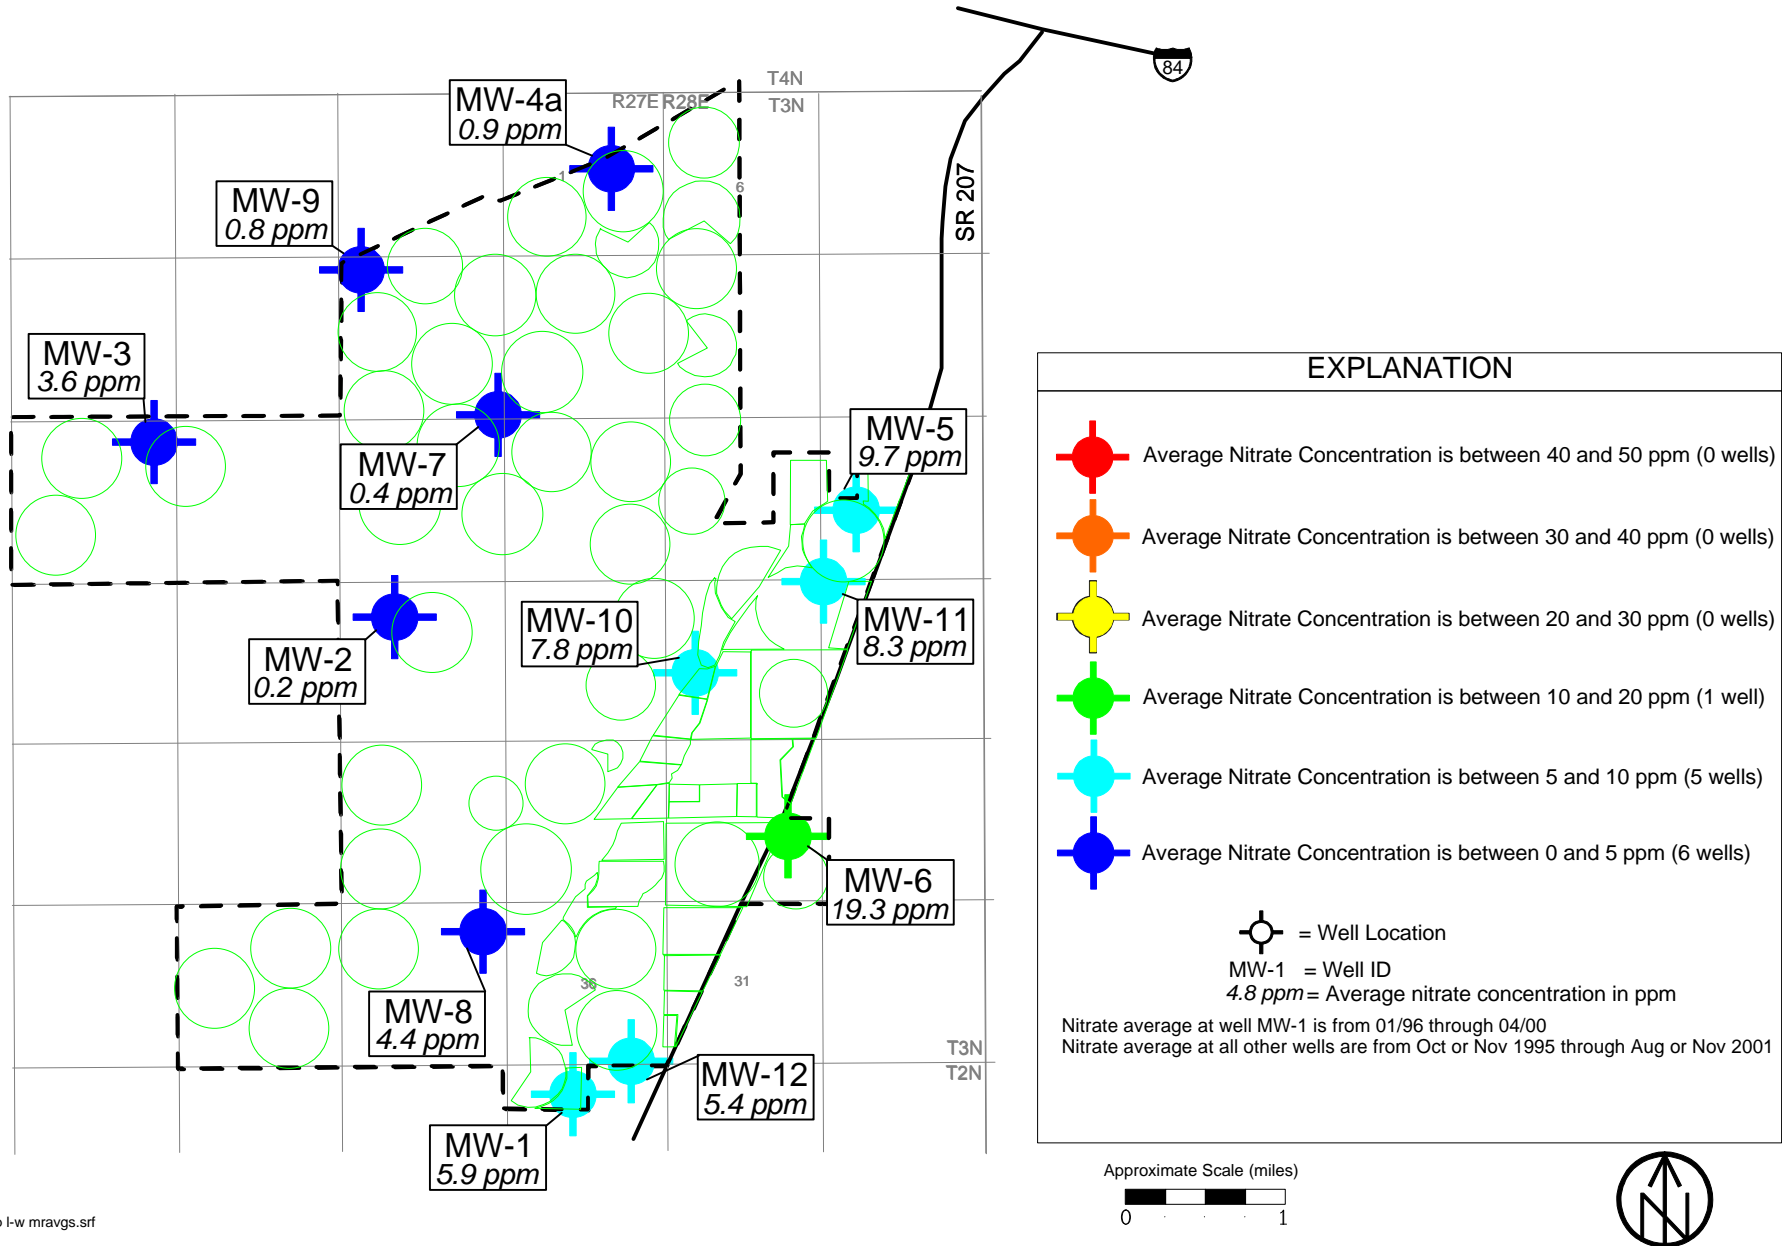 84
T4N
T3N
R27E R28E
MW-4a
0.9 ppm
1
6
SR 207
MW-9
0.8 ppm
MW-3
3.6 ppm
MW-7
0.4 ppm
MW-5
9.7 ppm
MW-10
7.8 ppm
MW-11
8.3 ppm
MW-2
0.2 ppm
MW-6
19.3 ppm
36
31
MW-8
4.4 ppm
MW-12
5.4 ppm
T3N
T2N
MW-1
5.9 ppm
EXPLANATION
Average Nitrate Concentration is between 40 and 50 ppm (0 wells)
Average Nitrate Concentration is between 30 and 40 ppm (0 wells)
Average Nitrate Concentration is between 20 and 30 ppm (0 wells)
Average Nitrate Concentration is between 10 and 20 ppm (1 well)
Average Nitrate Concentration is between 5 and 10 ppm (5 wells)
Average Nitrate Concentration is between 0 and 5 ppm (6 wells)
= Well Location
MW-1 = Well ID
4.8 ppm = Average nitrate concentration in ppm
Nitrate average at well MW-1 is from 01/96 through 04/00
Nitrate average at all other wells are from Oct or Nov 1995 through Aug or Nov 2001
Approximate Scale (miles)
0 1
N
l-w mravgs.srf